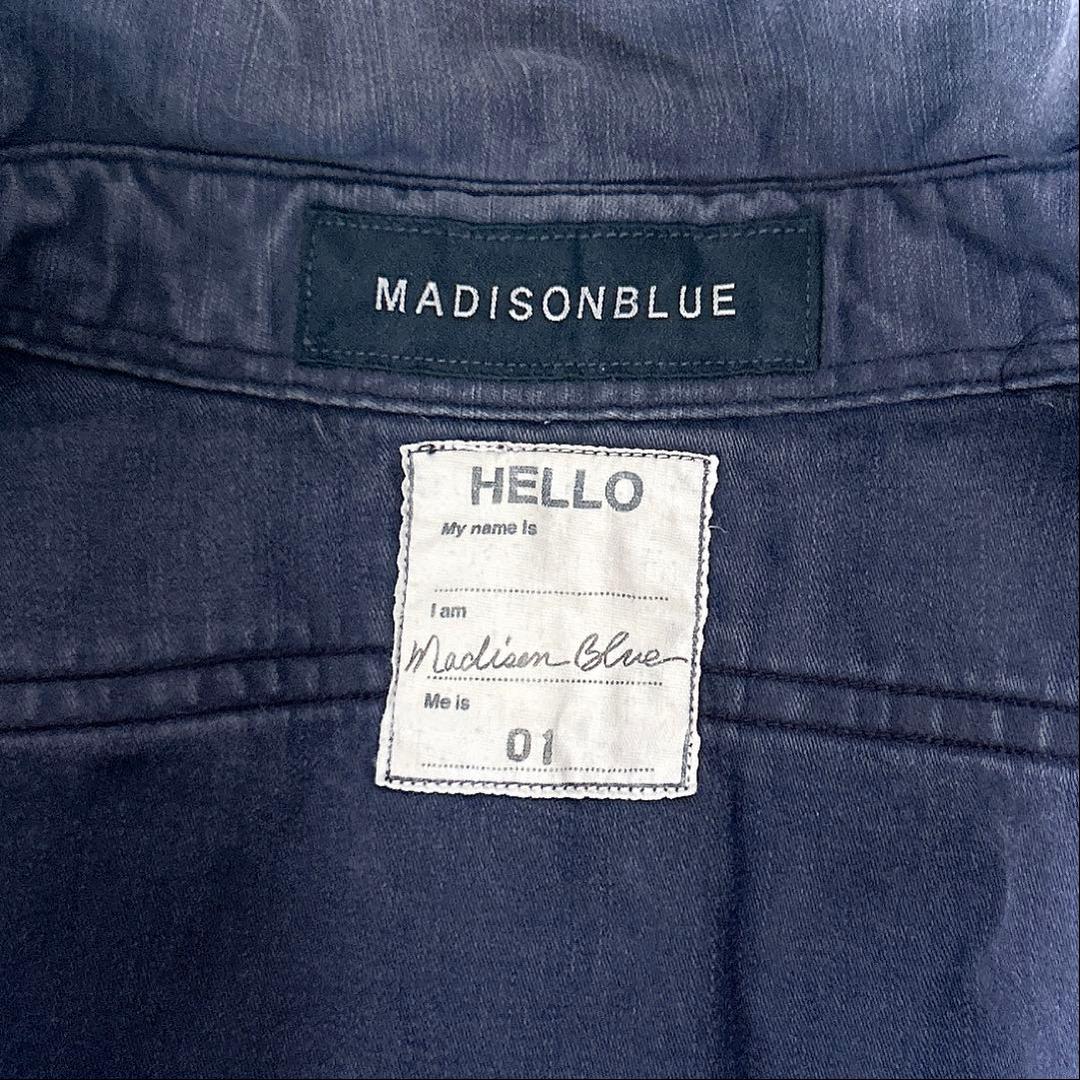 MADISONBLUE
HELLO
My name is
I am
Madison Blue
Me is
01